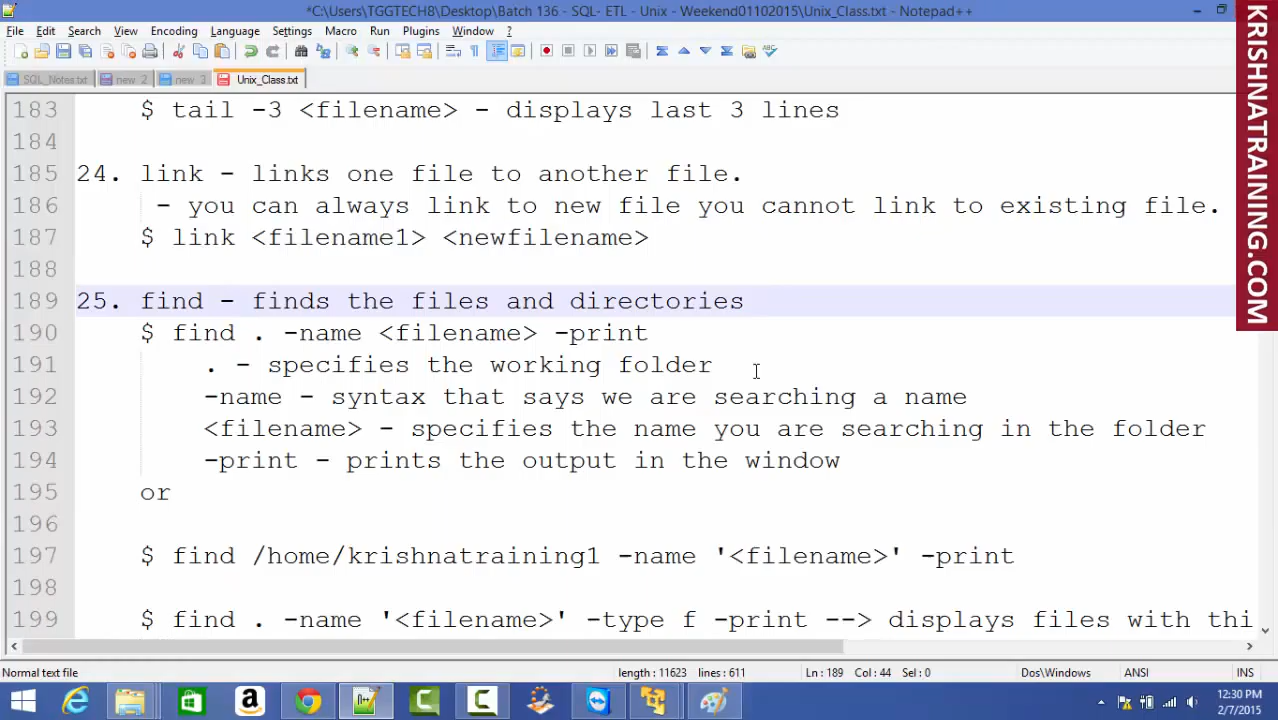 *C:\Users\TGGTECH8\Desktop\Batch 136 - SQL- ETL - Unix - Weekend01102015\Unix_Class.txt - Notepad++
File Edit Search View Encoding Language Settings Macro Run Plugins Window ?
SQL_Notes.txt new 2 new 3 Unix_Class.txt
183 $ tail -3 <filename> - displays last 3 lines
184
185 24. link - links one file to another file.
186 - you can always link to new file you cannot link to existing file.
187 $ link <filename1> <newfilename>
188
189 25. find - finds the files and directories
190 $ find . -name <filename> -print
191 . - specifies the working folder
192 -name - syntax that says we are searching a name
193 <filename> - specifies the name you are searching in the folder
194 -print - prints the output in the window
195 or
196
197 $ find /home/krishnatraining1 -name '<filename>' -print
198
199 $ find . -name '<filename>' -type f -print --> displays files with thi
KRISHNATRAINING.COM
Normal text file length : 11623 lines : 611 Ln : 189 Col : 44 Sel : 0 Dos\Windows ANSI INS
12:30 PM
2/7/2015